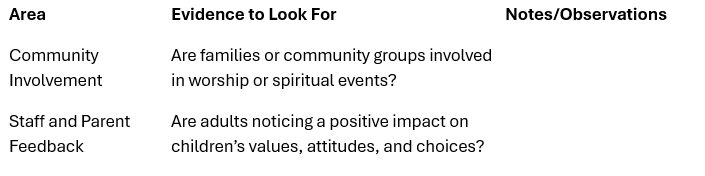 Area Evidence to Look For Notes/Observations
Community Involvement Are families or community groups involved in worship or spiritual events?
Staff and Parent Feedback Are adults noticing a positive impact on children’s values, attitudes, and choices?